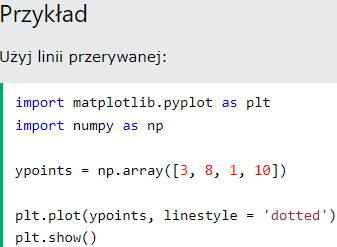 Przykład
Użyj linii przerywanej:
import matplotlib.pyplot as plt
import numpy as np
ypoints = np.array([3, 8, 1, 10])
plt.plot(ypoints, linestyle = 'dotted')
plt.show()